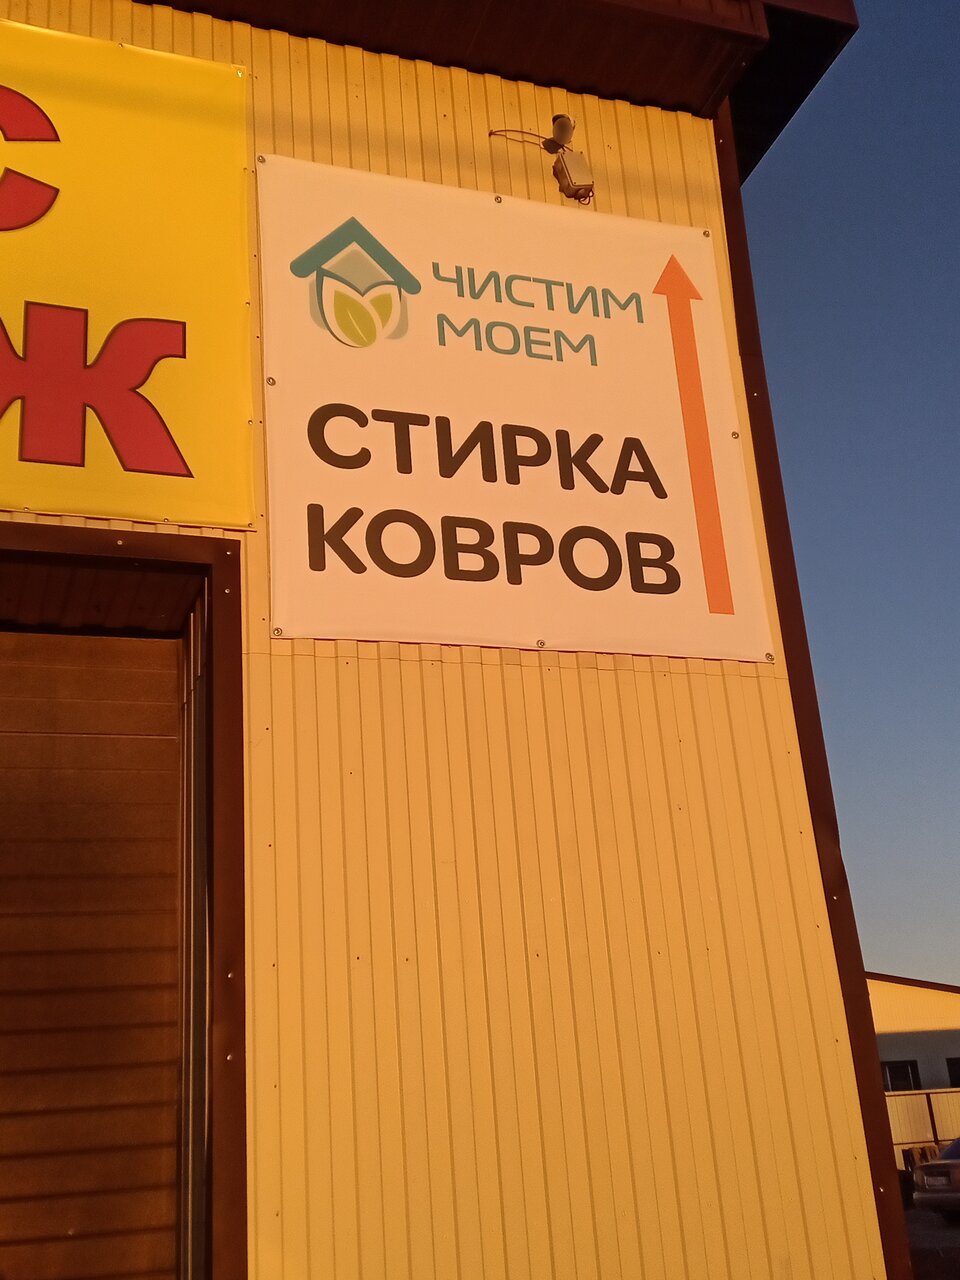 С
Ж
ЧИСТИМ
МОЕМ
СТИРКА
КОВРОВ